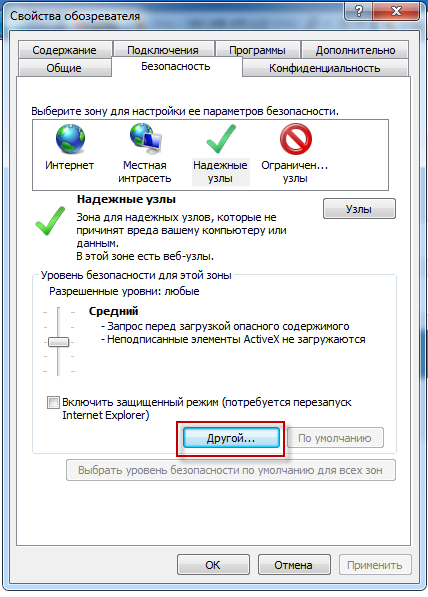 Свойства обозревателя
Содержание Подключения Программы Дополнительно
Общие Безопасность Конфиденциальность
Выберите зону для настройки ее параметров безопасности.
Интернет Местная интрасеть Надежные узлы Ограничен... узлы
Надежные узлы
Узлы
Зона для надежных узлов, которые не
причинят вреда вашему компьютеру или
данным.
В этой зоне есть веб-узлы.
Уровень безопасности для этой зоны
Разрешенные уровни: любые
Средний
- Запрос перед загрузкой опасного содержимого
- Неподписанные элементы ActiveX не загружаются
Включить защищенный режим (потребуется перезапуск
Internet Explorer)
Другой... По умолчанию
Выбрать уровень безопасности по умолчанию для всех зон
ОК Отмена Применить